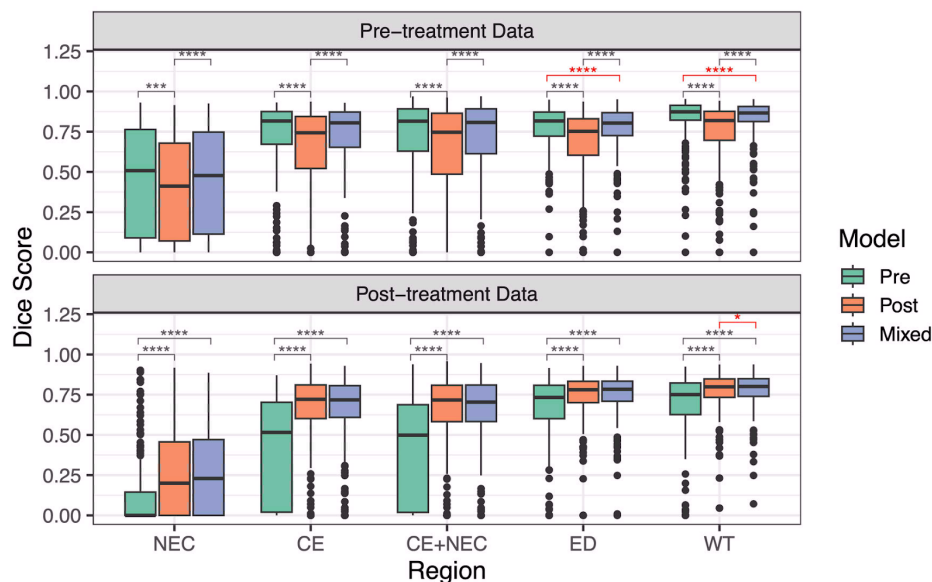 Pre-treatment Data
1.25
1.00
0.75
0.50
0.25
0.00
*** **** **** **** **** **** **** **** **** **** **** ****
Dice Score
Post-treatment Data
1.25
1.00
0.75
0.50
0.25
0.00
**** **** **** **** **** **** **** **** **** **** *
NEC CE CE+NEC ED WT
Region
Model
Pre
Post
Mixed